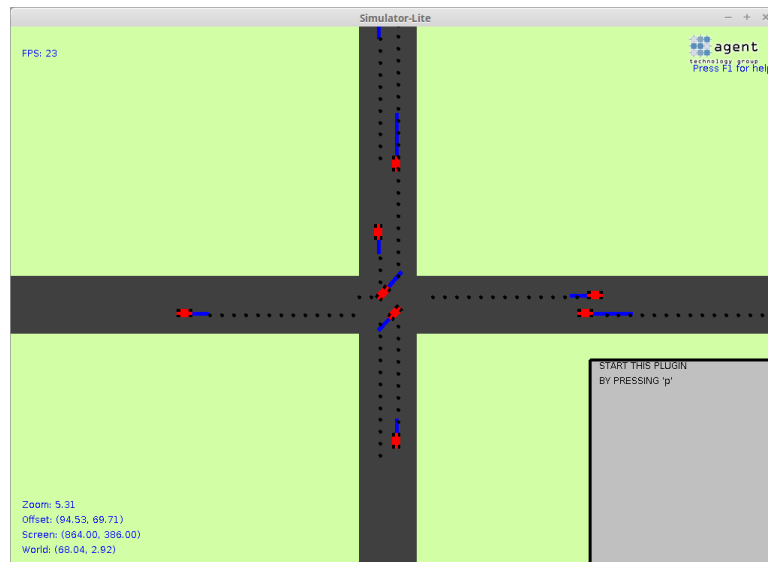 Simulator-Lite
FPS: 23
agent
technology group
Press F1 for help
START THIS PLUGIN
BY PRESSING 'p'
Zoom: 5.31
Offset: (94.53, 69.71)
Screen: (864.00, 386.00)
World: (68.04, 2.92)